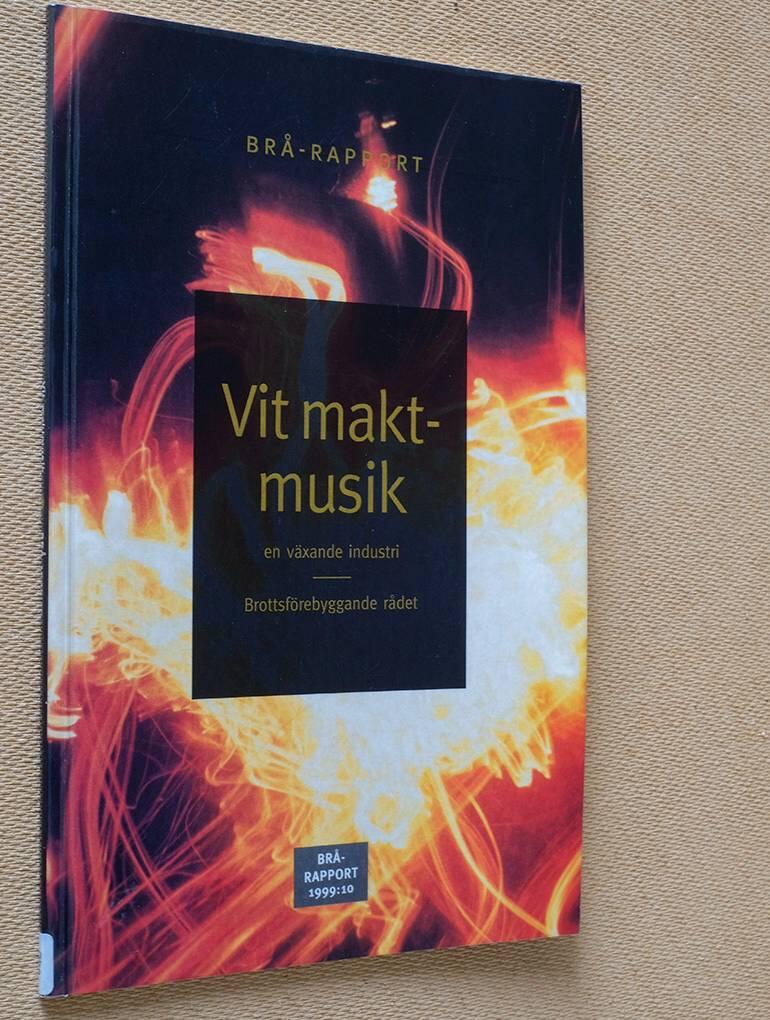 BRÅ-RAPPORT
Vit makt-
musik
en växande industri
Brottsförebyggande rådet
BRÅ-
RAPPORT
1999:10